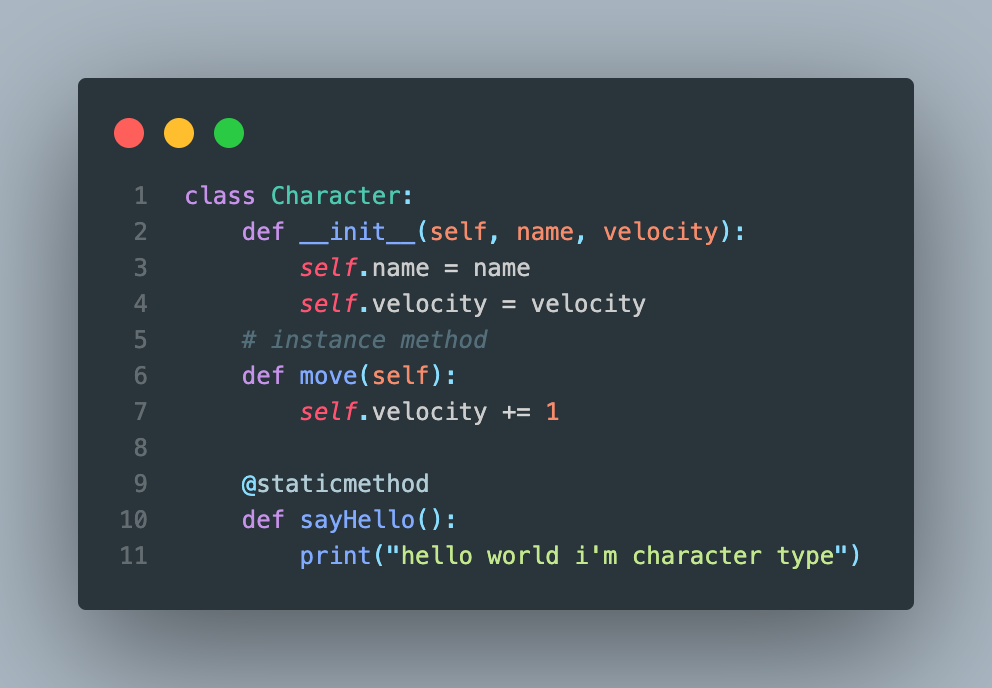 1 class Character:
2     def __init__(self, name, velocity):
3         self.name = name
4         self.velocity = velocity
5     # instance method
6     def move(self):
7         self.velocity += 1
8
9     @staticmethod
10     def sayHello():
11         print("hello world i'm character type")